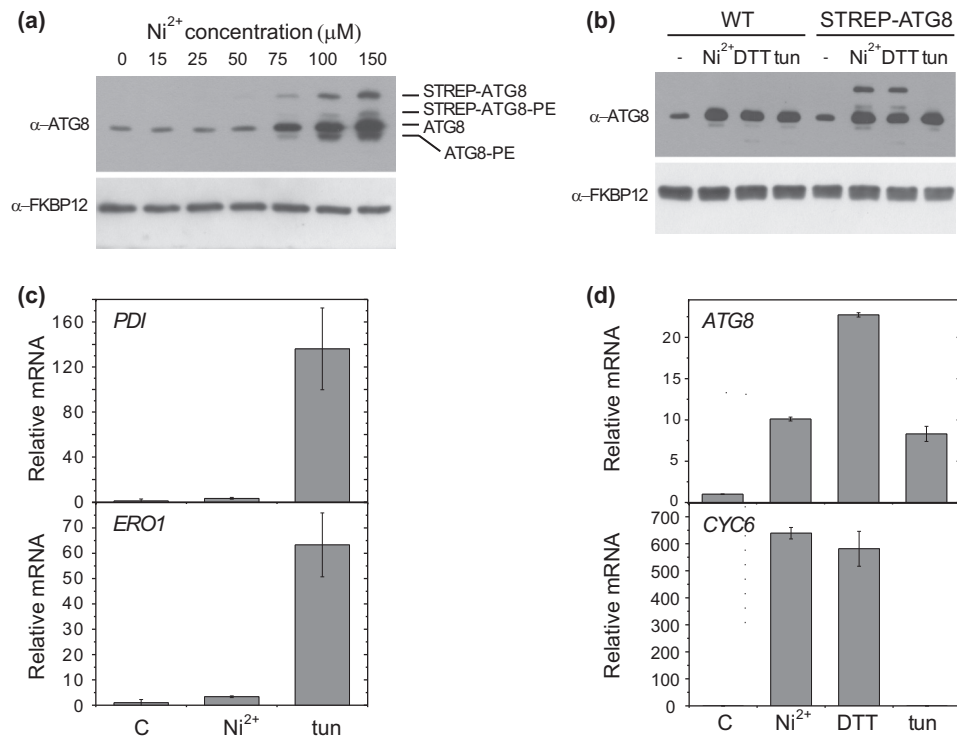 (a)
Ni2+ concentration (μM)
0 15 25 50 75 100 150
α–ATG8
STREP-ATG8
STREP-ATG8-PE
ATG8
ATG8-PE
α–FKBP12
(b)
WT STREP-ATG8
- Ni2+ DTT tun - Ni2+ DTT tun
α–ATG8
α–FKBP12
(c)
PDI
Relative mRNA
160
120
80
40
0
ERO1
Relative mRNA
70
60
50
40
30
20
10
0
C Ni2+ tun
(d)
ATG8
Relative mRNA
20
15
10
5
0
CYC6
Relative mRNA
700
600
500
400
300
200
100
0
C Ni2+ DTT tun